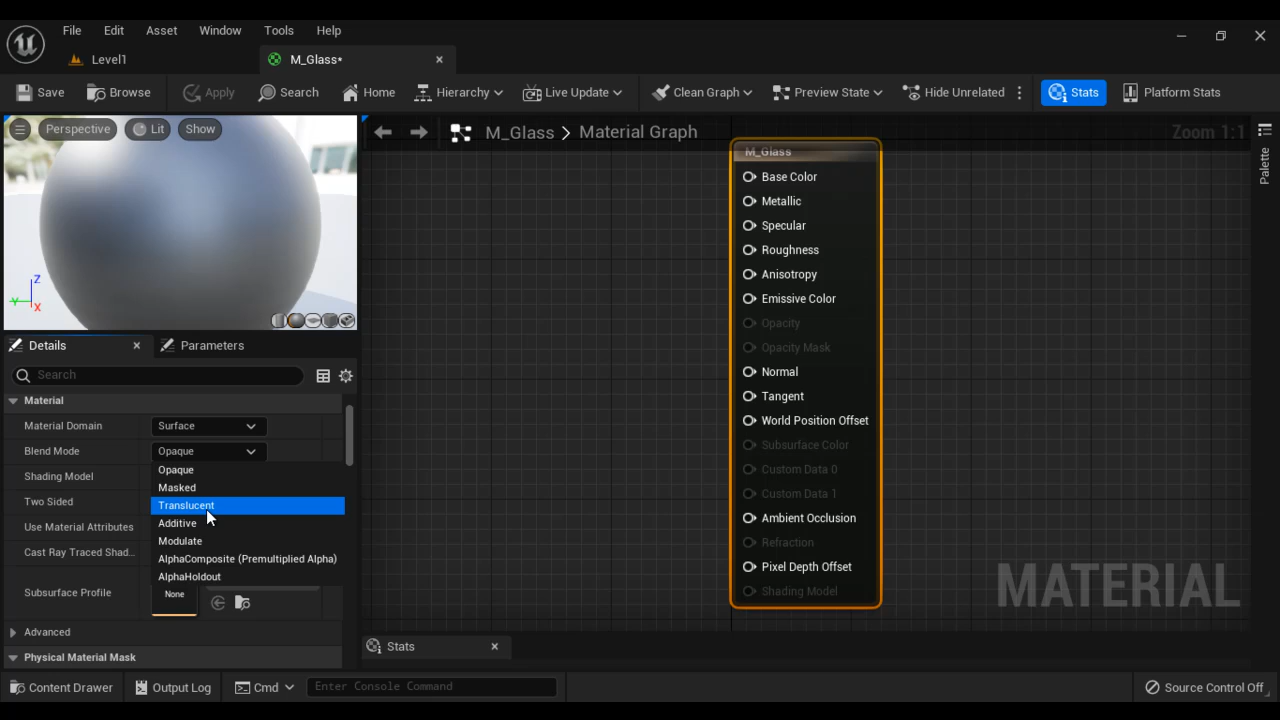 File Edit Asset Window Tools Help
Level1 M_Glass*
Save Browse Apply Search Home Hierarchy Live Update Clean Graph Preview State Hide Unrelated Stats Platform Stats
Perspective Lit Show
M_Glass > Material Graph Zoom 1:1
Palette
M_Glass
Base Color
Metallic
Specular
Roughness
Anisotropy
Emissive Color
Opacity
Opacity Mask
Normal
Tangent
World Position Offset
Subsurface Color
Custom Data 0
Custom Data 1
Ambient Occlusion
Refraction
Pixel Depth Offset
Shading Model
MATERIAL
Z
Y
X
Details Parameters
Search
Material
Material Domain Surface
Blend Mode Opaque
Shading Model
Two Sided
Use Material Attributes
Cast Ray Traced Shad...
Subsurface Profile
Opaque
Masked
Translucent
Additive
Modulate
AlphaComposite (Premultiplied Alpha)
AlphaHoldout
None
Advanced
Physical Material Mask
Stats
Content Drawer Output Log Cmd Enter Console Command Source Control Off